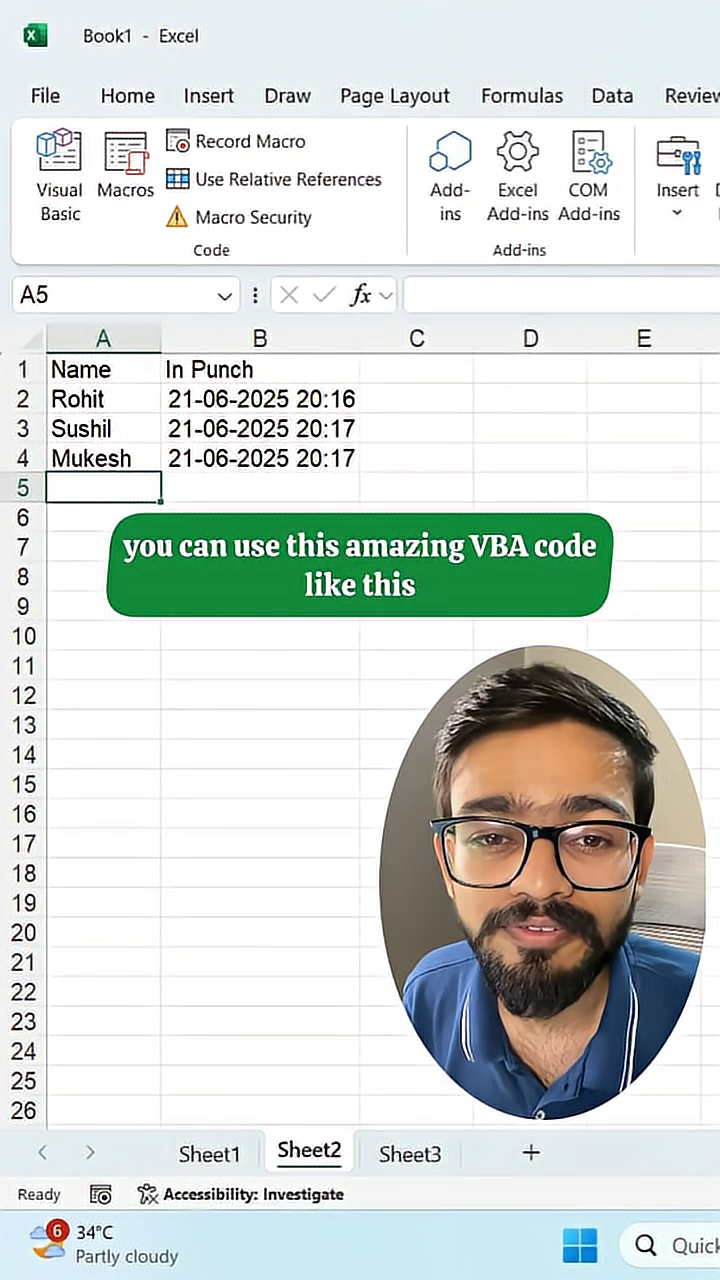 Book1 - Excel
File Home Insert Draw Page Layout Formulas Data Review
Visual Basic
Macros
Record Macro
Use Relative References
Macro Security
Code
Add-ins
Excel Add-ins
COM Add-ins
Add-ins
Insert
A5
fx
A B C D E
1 Name In Punch
2 Rohit 21-06-2025 20:16
3 Sushil 21-06-2025 20:17
4 Mukesh 21-06-2025 20:17
5
6
7
8
9
10
11
12
13
14
15
16
17
18
19
20
21
22
23
24
25
26
you can use this amazing VBA code
like this
Sheet1 Sheet2 Sheet3 +
Ready Accessibility: Investigate
6
34°C
Partly cloudy